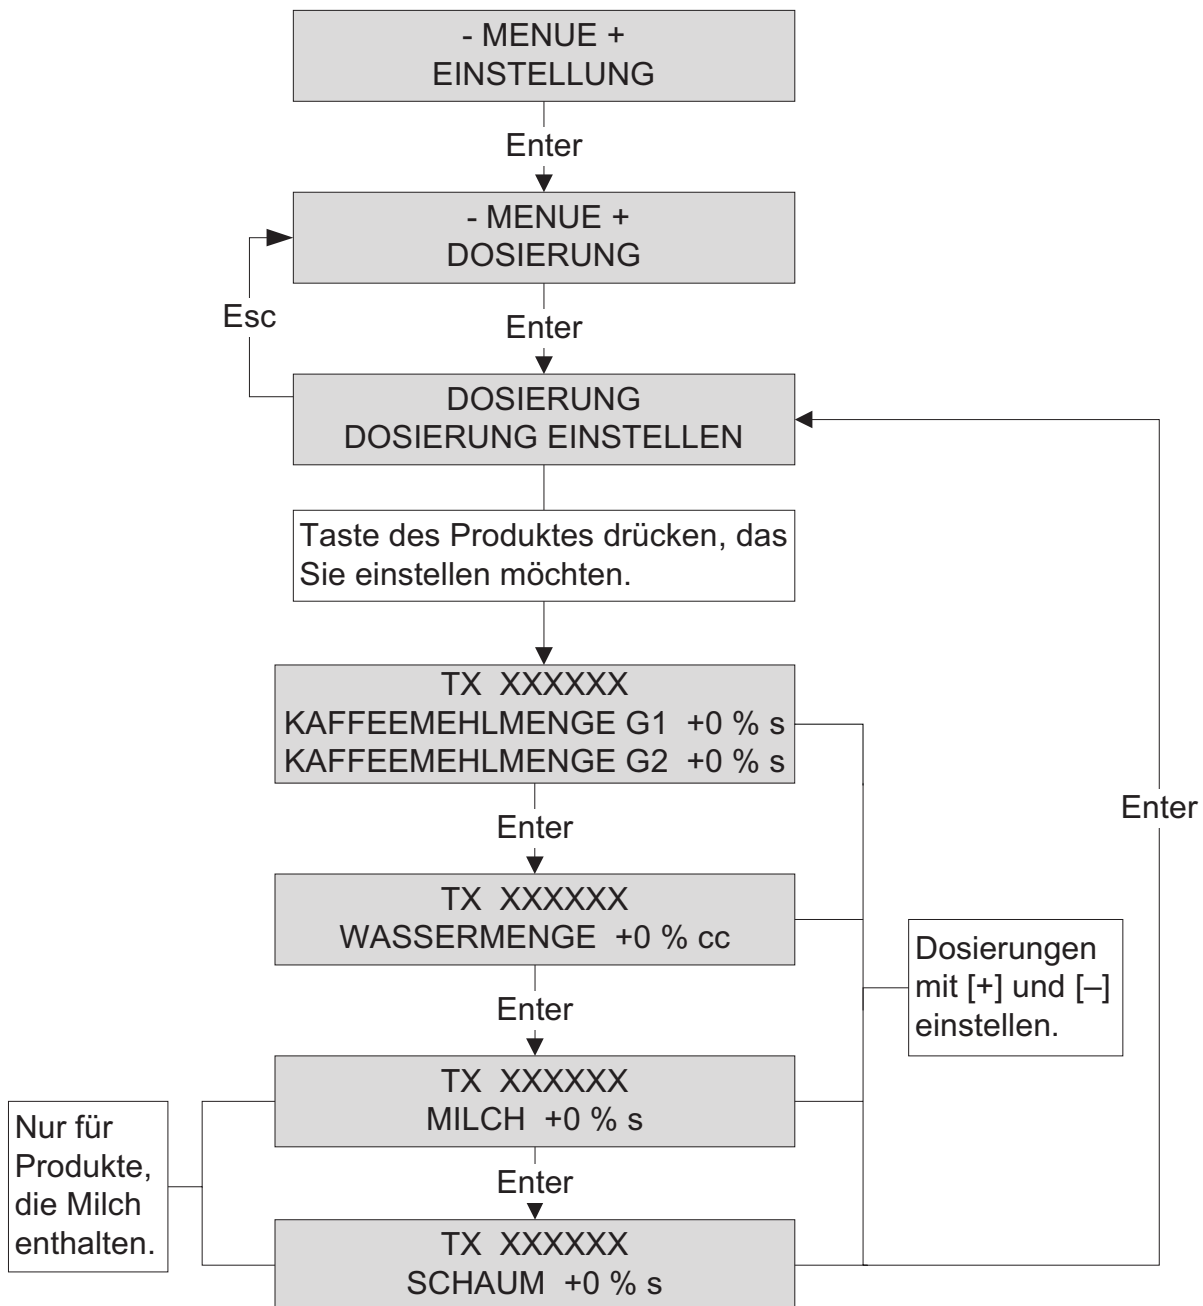 - MENUE +
EINSTELLUNG
Enter
- MENUE +
DOSIERUNG
Esc
Enter
DOSIERUNG
DOSIERUNG EINSTELLEN
Taste des Produktes drücken, das
Sie einstellen möchten.
TX XXXXXX
KAFFEEMEHLMENGE G1 +0 % s
KAFFEEMEHLMENGE G2 +0 % s
Enter
Enter
TX XXXXXX
WASSERMENGE +0 % cc
Dosierungen
mit [+] und [–]
einstellen.
Enter
TX XXXXXX
MILCH +0 % s
Nur für
Produkte,
die Milch
enthalten.
Enter
TX XXXXXX
SCHAUM +0 % s